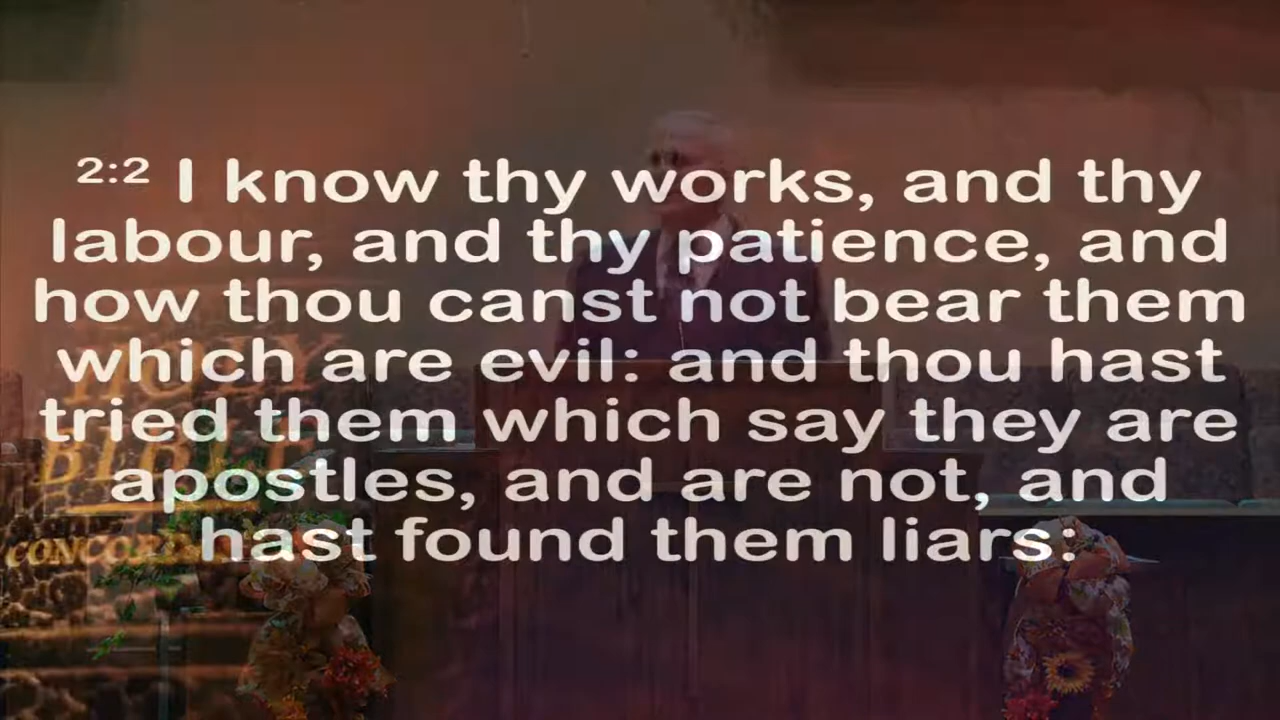 2:2 I know thy works, and thy
labour, and thy patience, and
how thou canst not bear them
which are evil: and thou hast
tried them which say they are
apostles, and are not, and
hast found them liars:
HOLY
BIBLE